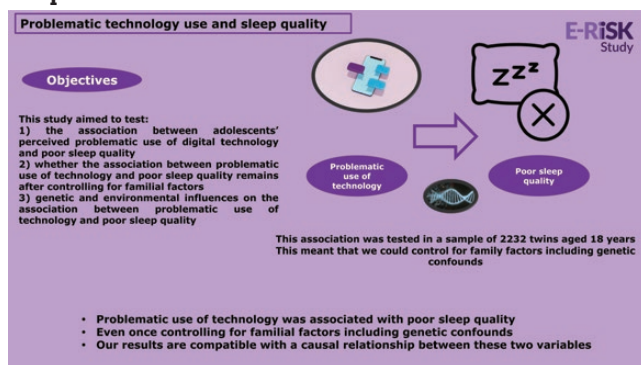 Problematic technology use and sleep quality
E-RiSK
Study
Objectives
This study aimed to test:
1) the association between adolescents'
perceived problematic use of digital technology
and poor sleep quality
2) whether the association between problematic
use of technology and poor sleep quality remains
after controlling for familial factors
3) genetic and environmental influences on the
association between problematic use of
technology and poor sleep quality
zzz
Problematic
use of
technology
Poor sleep
quality
This association was tested in a sample of 2232 twins aged 18 years
This meant that we could control for family factors including genetic
confounds
• Problematic use of technology was associated with poor sleep quality
• Even once controlling for familial factors including genetic confounds
• Our results are compatible with a causal relationship between these two variables